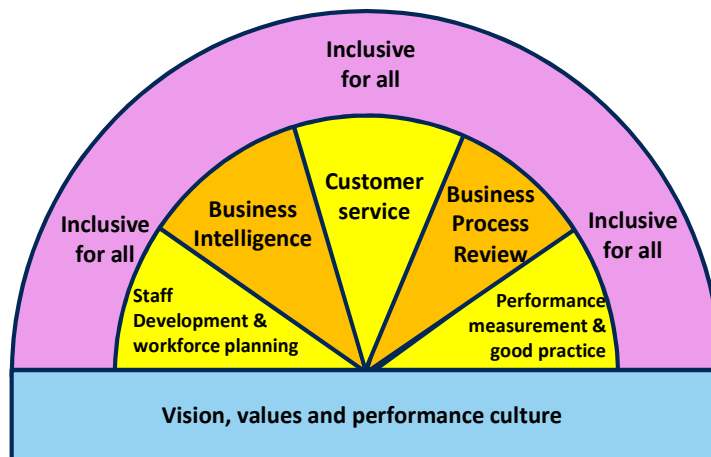 Inclusive
for all
Customer
service
Business
Intelligence
Business
Process
Review
Inclusive
for all
Inclusive
for all
Staff
Development &
workforce planning
Performance
measurement &
good practice
Vision, values and performance culture